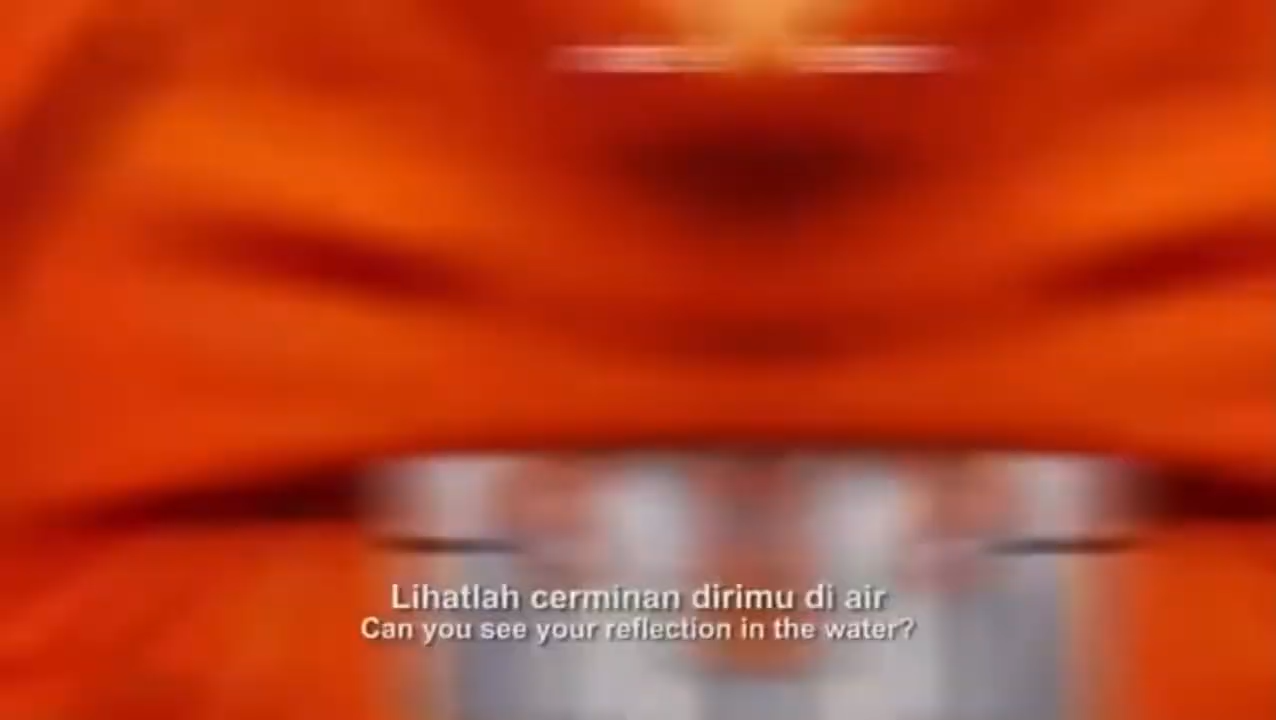 Lihatlah cerminan dirimu di air
Can you see your reflection in the water?